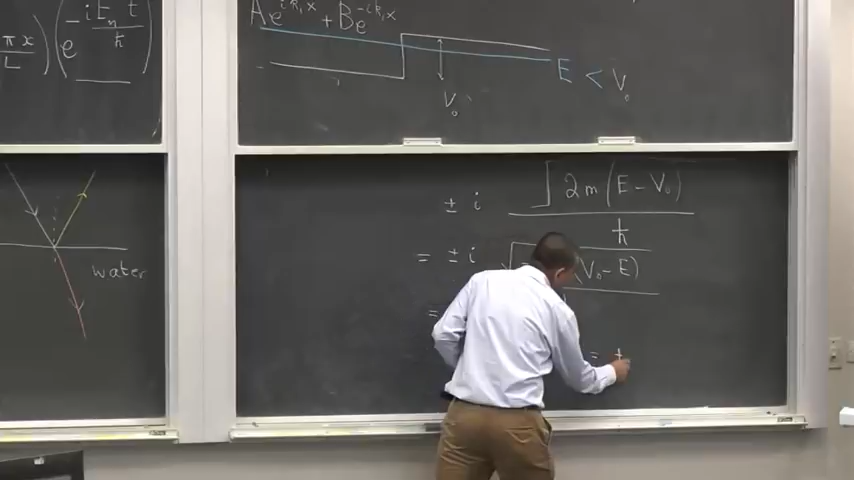 πx
L
e
-iEₙt
ħ
Ae^{ik₁x} + Be^{-ik₁x}
E < V₀
V₀
water
± i √2m(E-V₀)
ħ
= ± i
(V₀-E)
=
= +